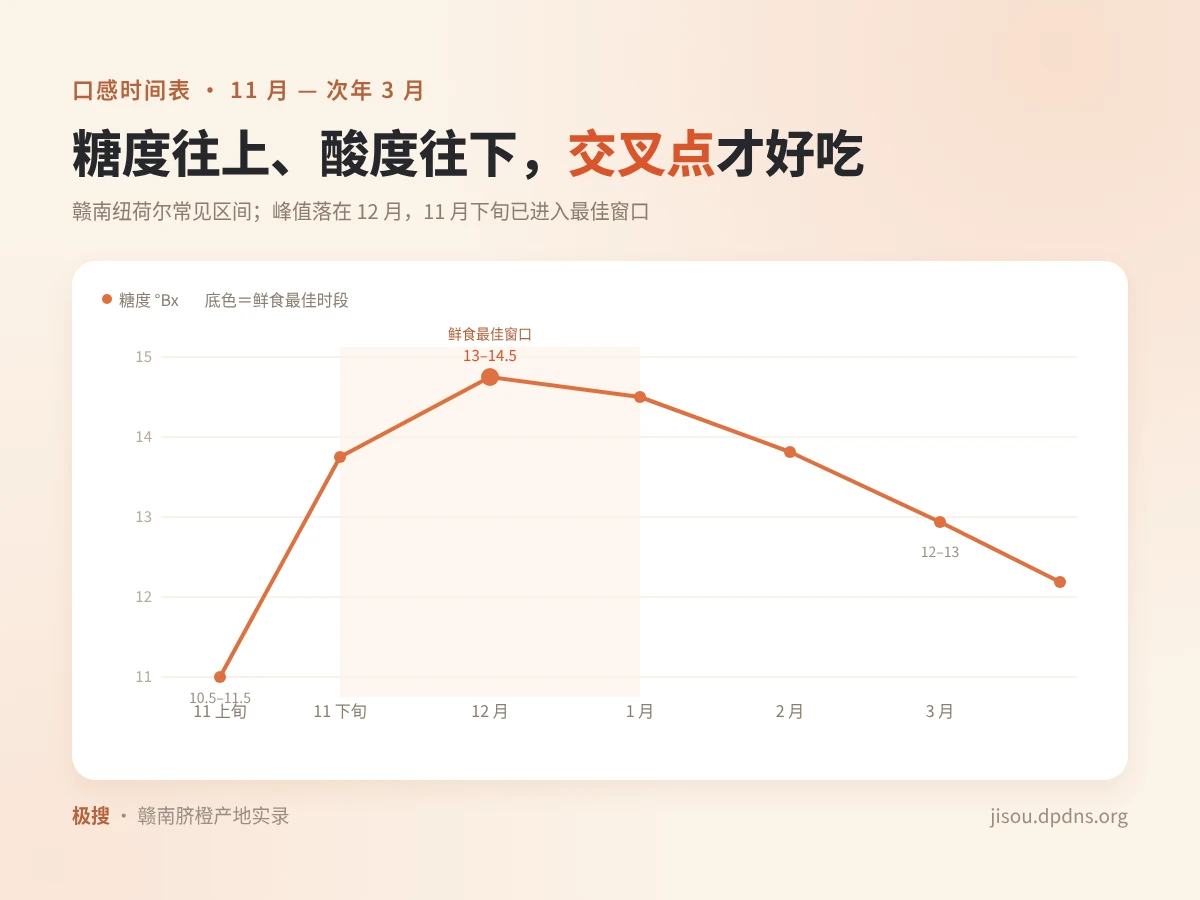 口感时间表 · 11 月 — 次年 3 月
糖度往上、酸度往下，交叉点才好吃
赣南纽荷尔常见区间；峰值落在 12 月，11 月下旬已进入最佳窗口
糖度 °Bx 底色＝鲜食最佳时段
鲜食最佳窗口
13–14.5
15
14
13
12–13
12
11
10.5–11.5
11 上旬 11 下旬 12 月 1 月 2 月 3 月
极搜 · 赣南脐橙产地实录
jisou.dpdns.org